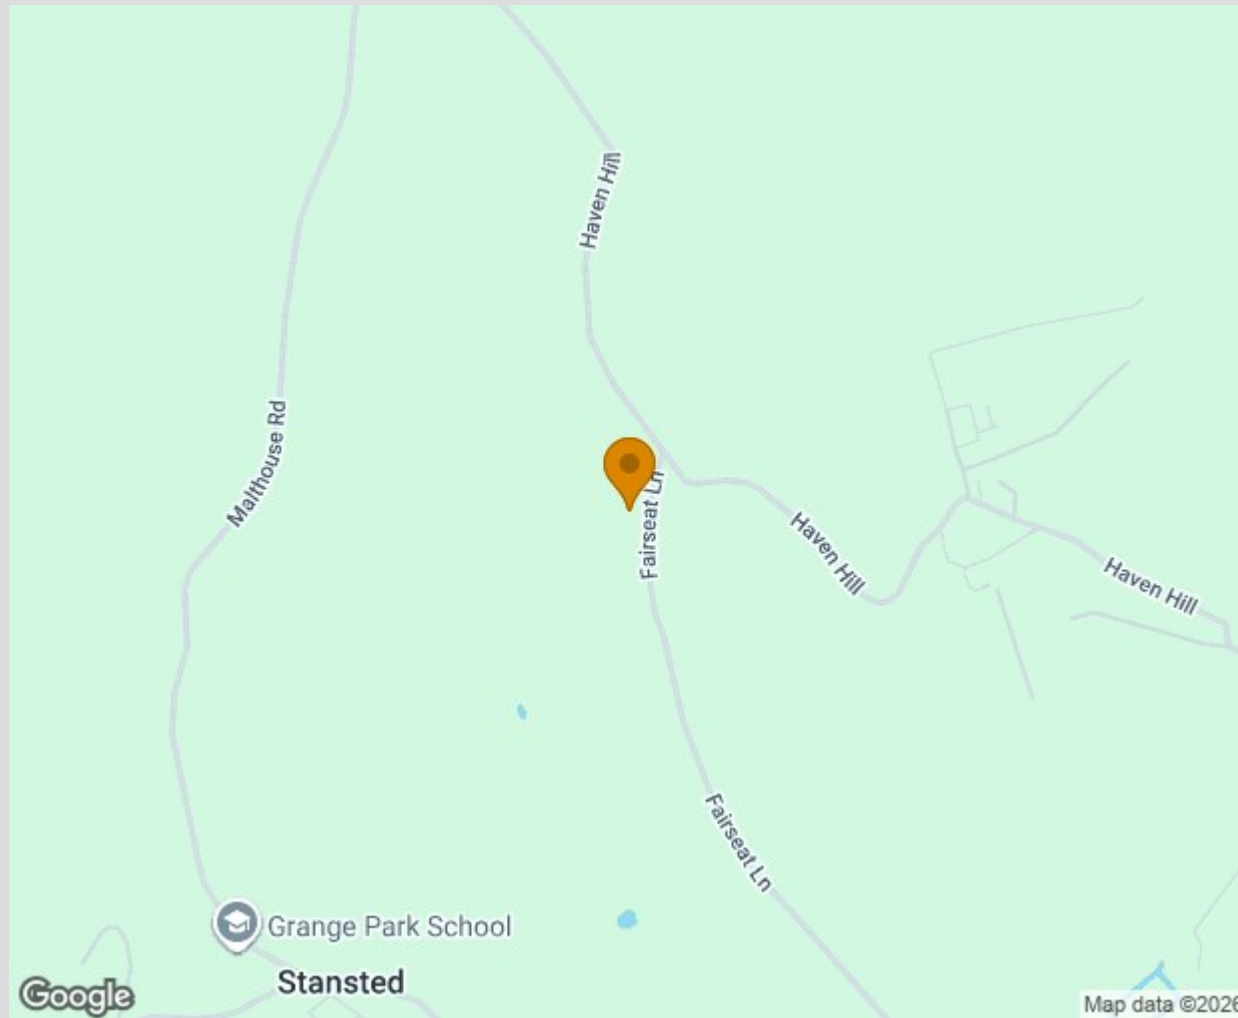 Haven Hill
Malthouse Rd
Fairseat Ln
Haven Hill
Haven Hill
Fairseat Ln
Grange Park School
Stansted
Google
Map data ©2026